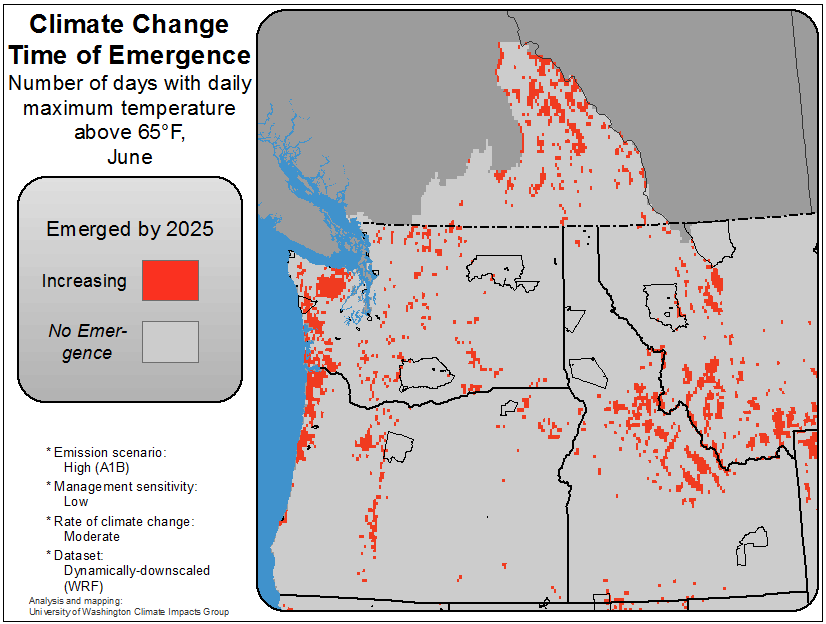 Climate Change
Time of Emergence
Number of days with daily
maximum temperature
above 65°F,
June
Emerged by 2025
Increasing
No Emer-
gence
* Emission scenario:
High (A1B)
* Management sensitivity:
Low
* Rate of climate change:
Moderate
* Dataset:
Dynamically-downscaled
(WRF)
Analysis and mapping:
University of Washington Climate Impacts Group